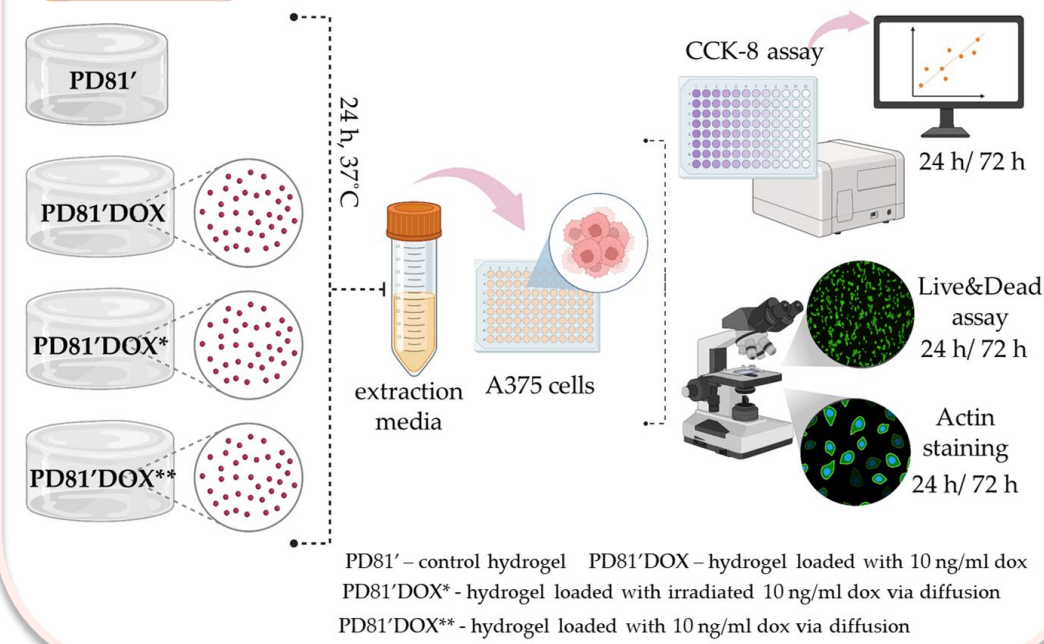 PD81'
PD81'DOX
PD81'DOX*
PD81'DOX**
24 h, 37°C
extraction
media
A375 cells
CCK-8 assay
24 h/ 72 h
Live&Dead
assay
24 h/ 72 h
Actin
staining
24 h/ 72 h
PD81' – control hydrogel PD81'DOX – hydrogel loaded with 10 ng/ml dox
PD81'DOX* - hydrogel loaded with irradiated 10 ng/ml dox via diffusion
PD81'DOX** - hydrogel loaded with 10 ng/ml dox via diffusion